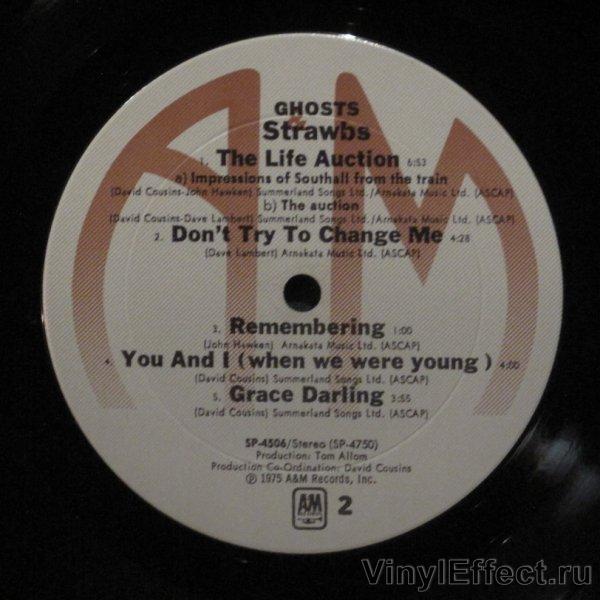 GHOSTS
Strawbs
1. The Life Auction 6:53
a) Impressions of Southall from the train
(David Cousins-John Hawken) Summerland Songs Ltd./Arnakata Music Ltd. (ASCAP)
b) The auction
(David Cousins-Dave Lambert) Summerland Songs Ltd./Arnakata Music Ltd. (ASCAP)
2. Don't Try To Change Me 4:28
(Dave Lambert) Arnakata Music Ltd. (ASCAP)
3. Remembering 1:00
(John Hawken) Arnakata Music Ltd. (ASCAP)
4. You And I (when we were young) 4:00
(David Cousins) Summerland Songs Ltd. (ASCAP)
5. Grace Darling 3:55
(David Cousins) Summerland Songs Ltd. (ASCAP)
SP-4506/Stereo (SP-4750)
Production: Tom Allom
Production Co-Ordination: David Cousins
℗ 1975 A&M Records, Inc.
A&M 2
VinylEffect.ru